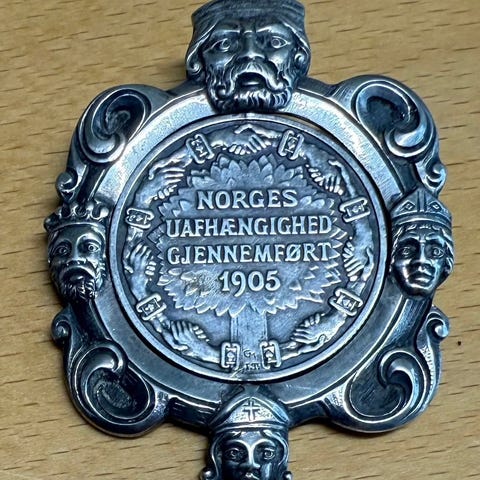 NORGES
UAFHÆNGIGHED
GJENNEMFØRT
1905